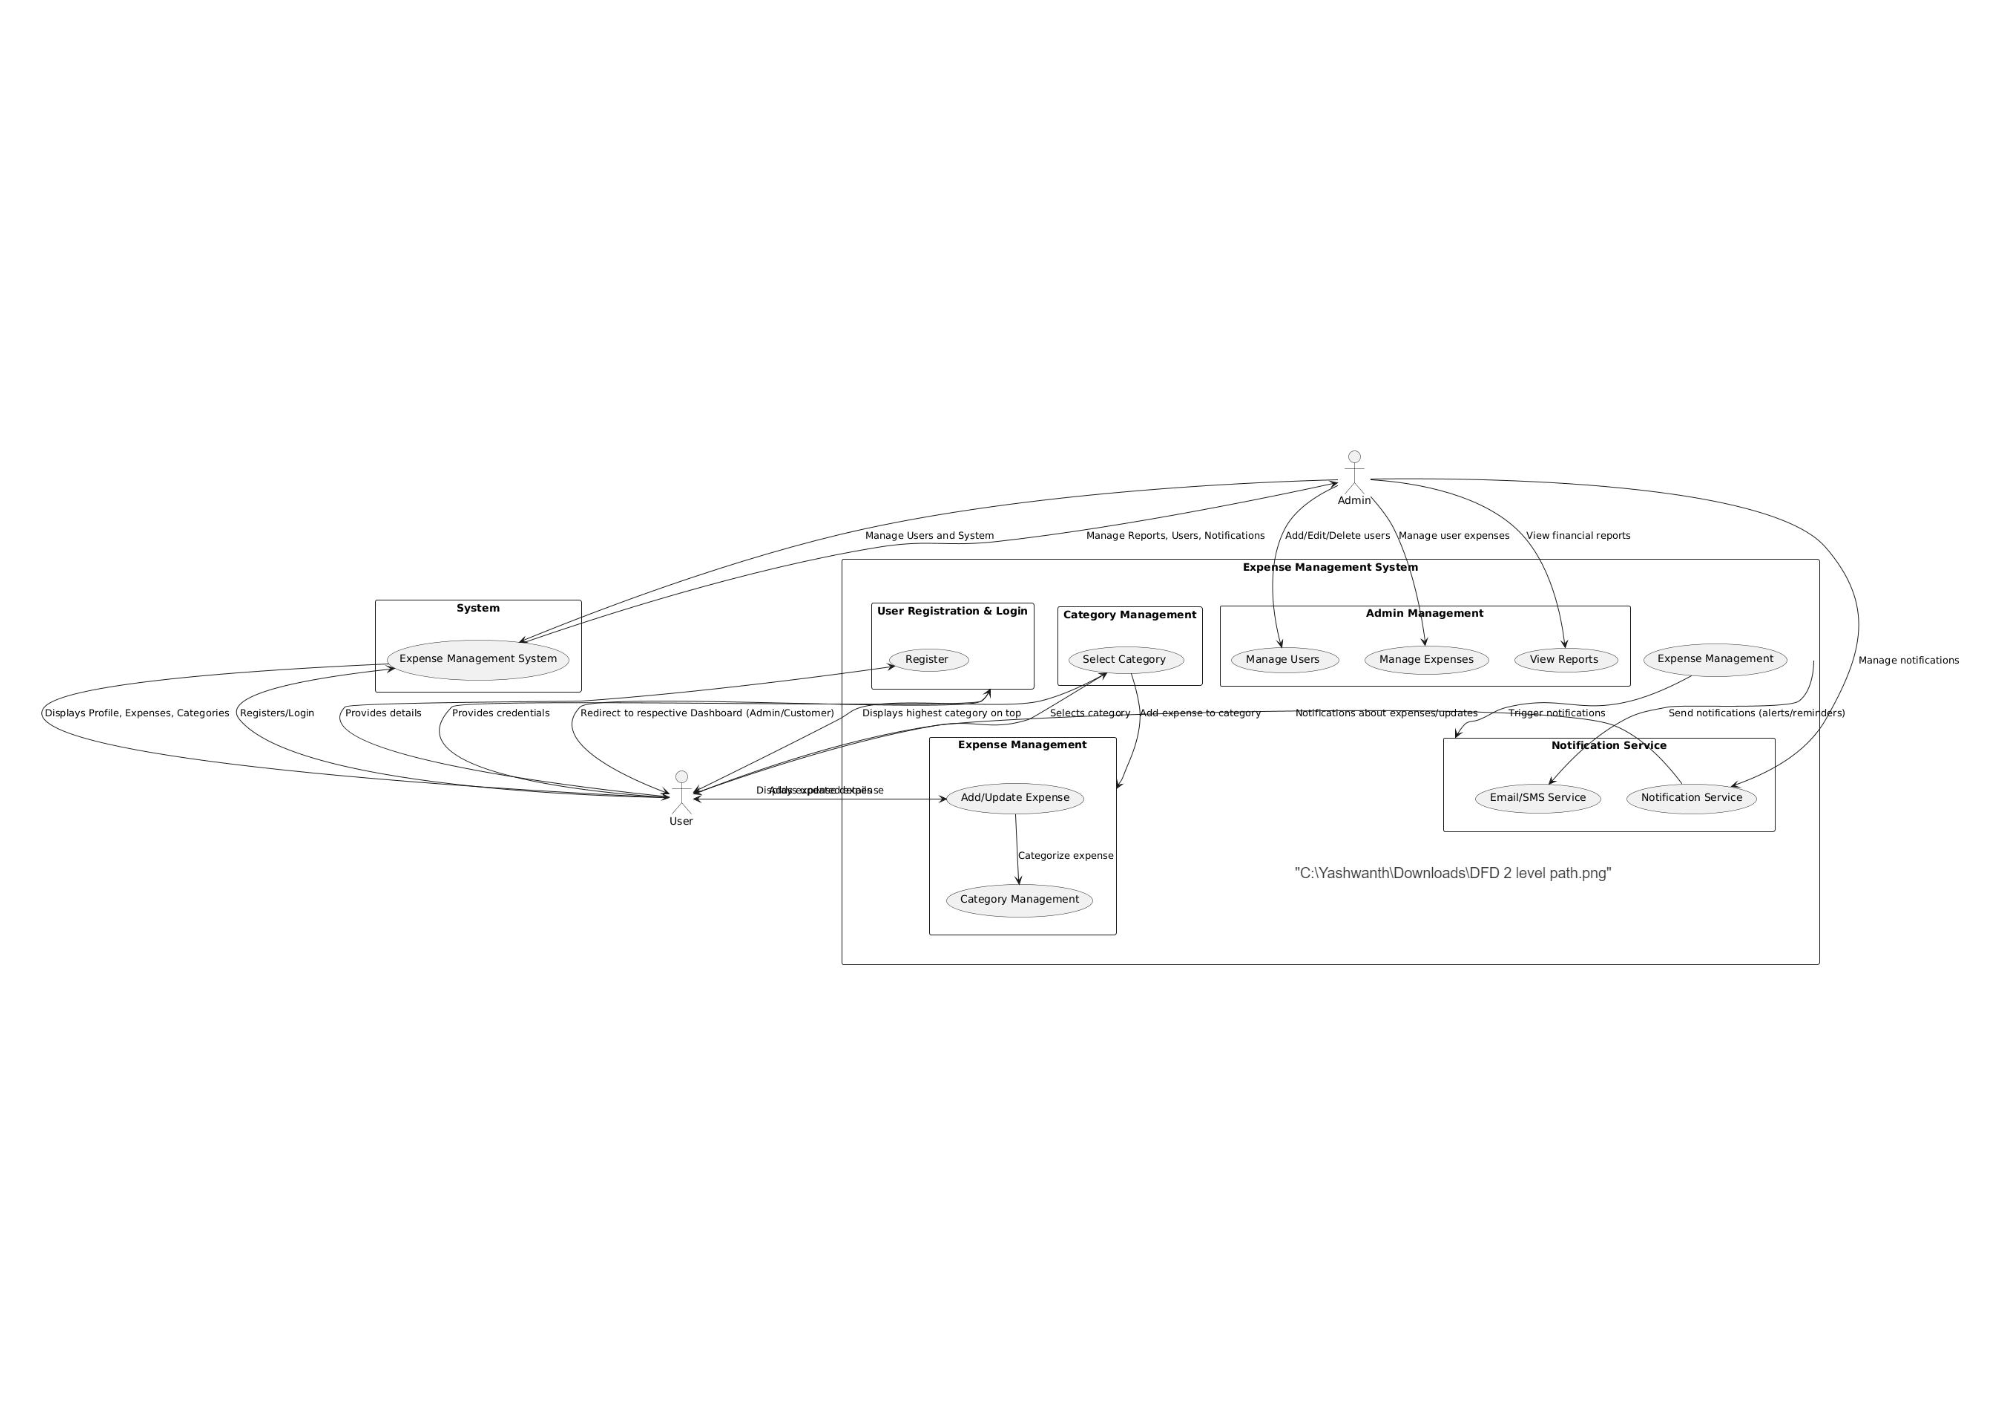 Admin
Manage Users and System
Manage Reports, Users, Notifications
Add/Edit/Delete users
Manage user expenses
View financial reports
Expense Management System
System
User Registration & Login
Category Management
Admin Management
Expense Management System
Register
Select Category
Manage Users
Manage Expenses
View Reports
Expense Management
Manage notifications
Displays Profile, Expenses, Categories
Registers/Login
Provides details
Provides credentials
Redirect to respective Dashboard (Admin/Customer)
Displays highest category on top
Selects category
Add expense to category
Notifications about expenses/updates
Trigger notifications
Send notifications (alerts/reminders)
Expense Management
Notification Service
User
Add/Update Expense
Email/SMS Service
Notification Service
Categorize expense
Category Management
"C:\Yashwanth\Downloads\DFD 2 level path.png"